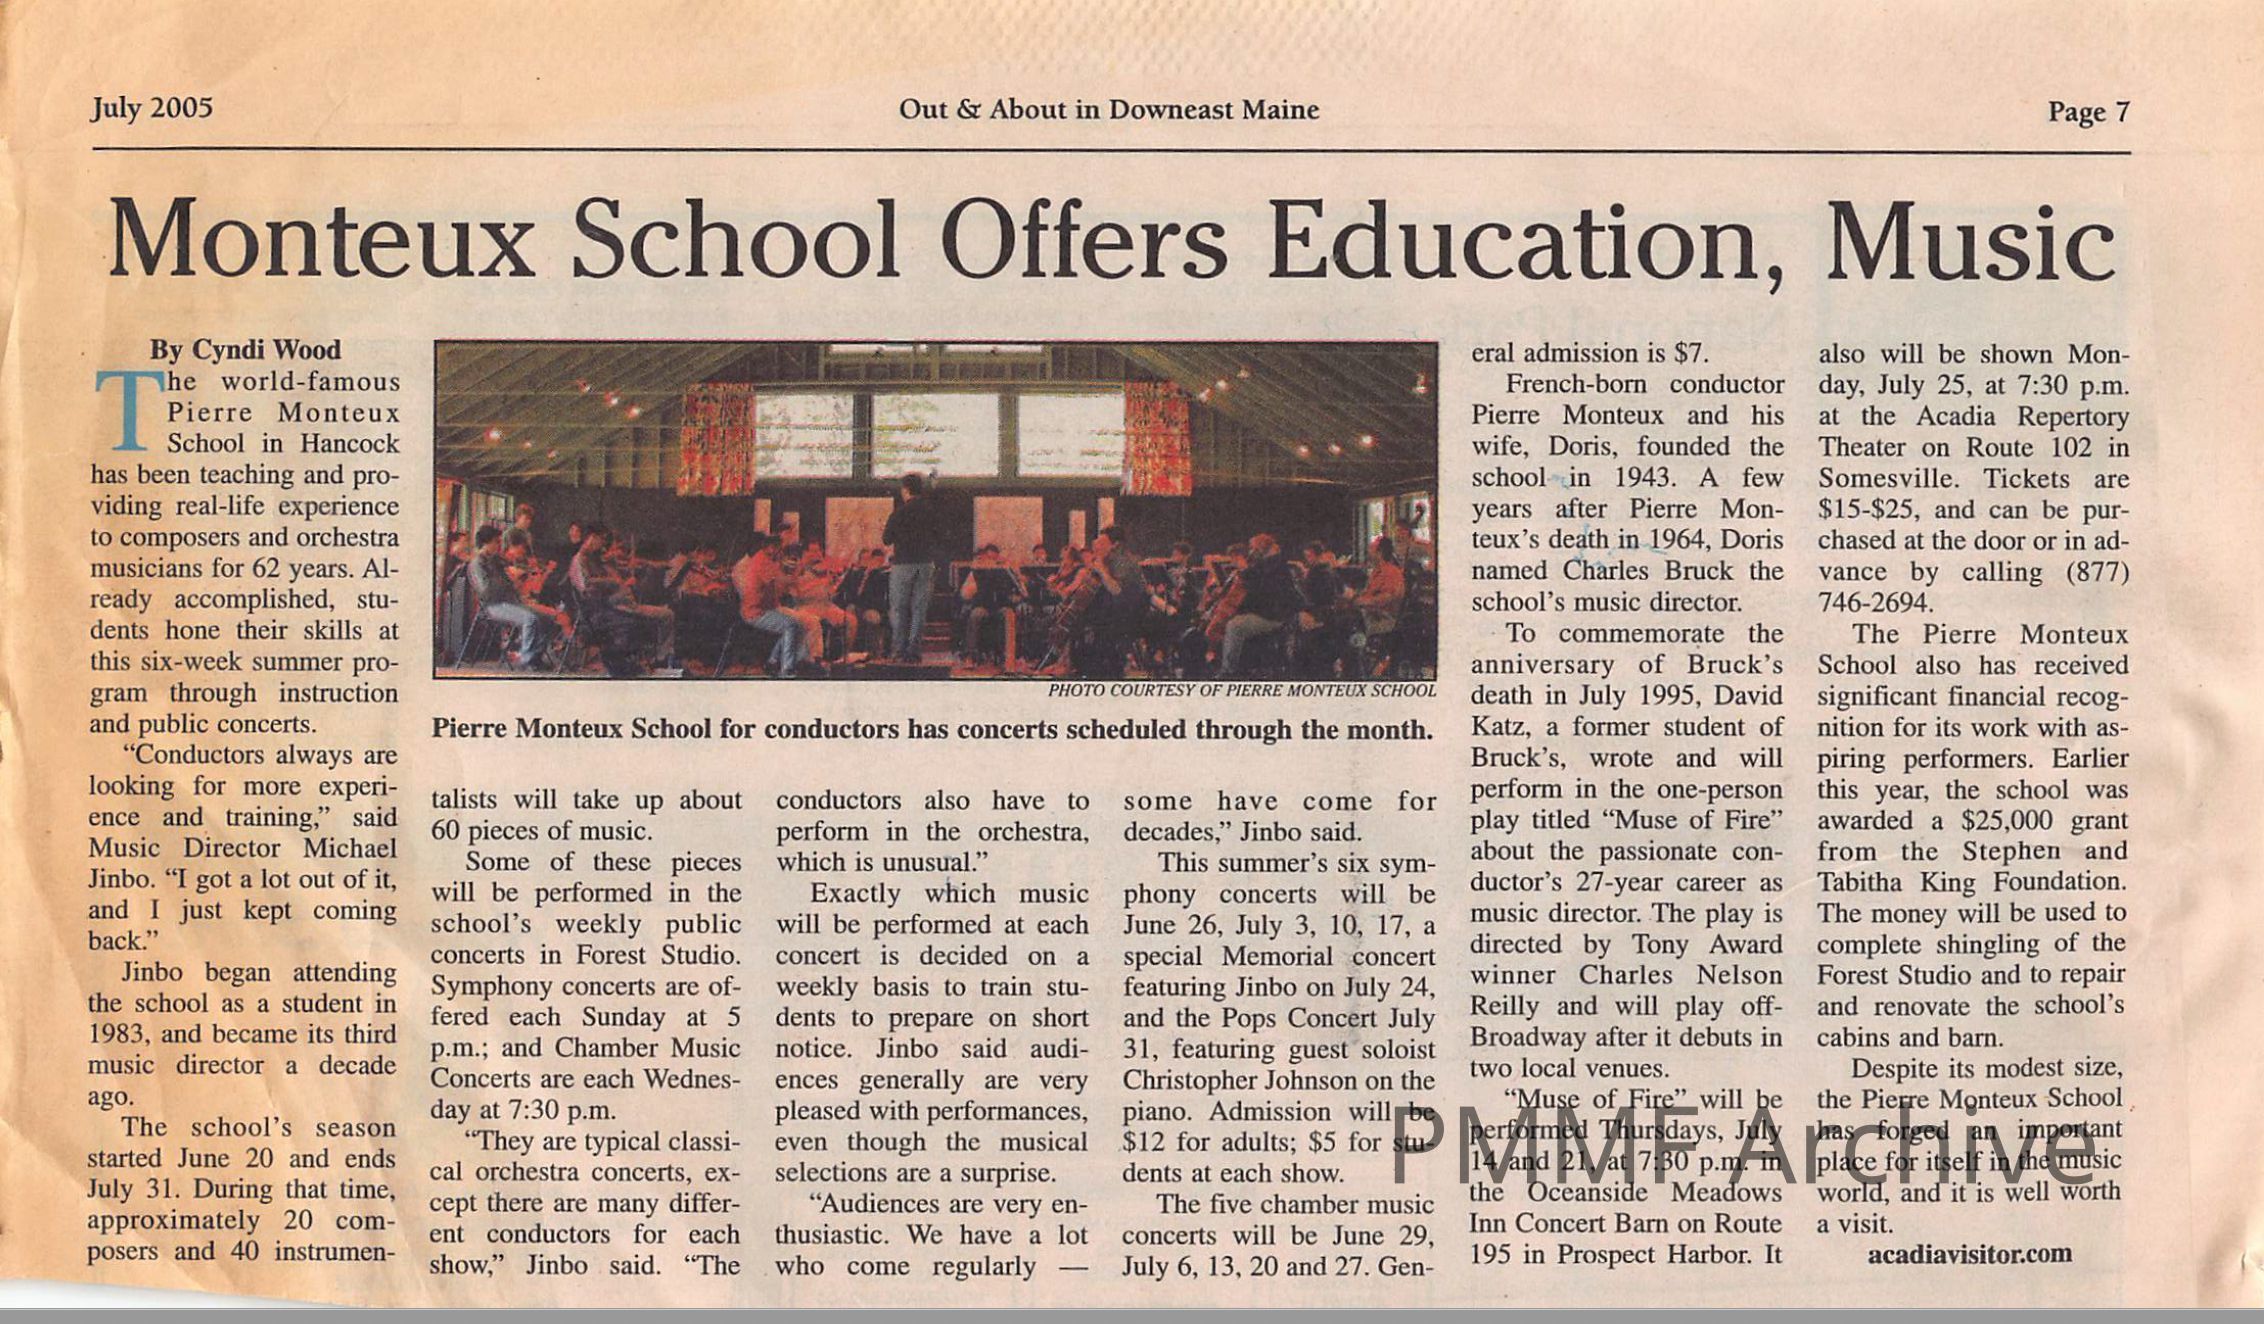 July 2005
Out & About in Downeast Maine
Page 7
Monteux School Offers Education, Music
By Cyndi Wood
The world-famous
Pierre Monteux
School in Hancock
has been teaching and pro-
viding real-life experience
to composers and orchestra
musicians for 62 years. Al-
ready accomplished, stu-
dents hone their skills at
this six-week summer pro-
gram through instruction
and public concerts.
“Conductors always are
looking for more experi-
ence and training,” said
Music Director Michael
Jinbo. “I got a lot out of it,
and I just kept coming
back.”
Jinbo began attending
the school as a student in
1983, and became its third
music director a decade
ago.
The school’s season
started June 20 and ends
July 31. During that time,
approximately 20 com-
posers and 40 instrumen-
PHOTO COURTESY OF PIERRE MONTEUX SCHOOL
Pierre Monteux School for conductors has concerts scheduled through the month.
talists will take up about
60 pieces of music.
Some of these pieces
will be performed in the
school’s weekly public
concerts in Forest Studio.
Symphony concerts are of-
fered each Sunday at 5
p.m.; and Chamber Music
Concerts are each Wednes-
day at 7:30 p.m.
“They are typical classi-
cal orchestra concerts, ex-
cept there are many differ-
ent conductors for each
show,” Jinbo said. “The
conductors also have to
perform in the orchestra,
which is unusual.”
Exactly which music
will be performed at each
concert is decided on a
weekly basis to train stu-
dents to prepare on short
notice. Jinbo said audi-
ences generally are very
pleased with performances,
even though the musical
selections are a surprise.
“Audiences are very en-
thusiastic. We have a lot
who come regularly —
some have come for
decades,” Jinbo said.
This summer’s six sym-
phony concerts will be
June 26, July 3, 10, 17, a
special Memorial concert
featuring Jinbo on July 24,
and the Pops Concert July
31, featuring guest soloist
Christopher Johnson on the
piano. Admission will be
$12 for adults; $5 for stu-
dents at each show.
The five chamber music
concerts will be June 29,
July 6, 13, 20 and 27. Gen-
eral admission is $7.
French-born conductor
Pierre Monteux and his
wife, Doris, founded the
school in 1943. A few
years after Pierre Mon-
teux’s death in 1964, Doris
named Charles Bruck the
school’s music director.
To commemorate the
anniversary of Bruck’s
death in July 1995, David
Katz, a former student of
Bruck’s, wrote and will
perform in the one-person
play titled “Muse of Fire”
about the passionate con-
ductor’s 27-year career as
music director. The play is
directed by Tony Award
winner Charles Nelson
Reilly and will play off-
Broadway after it debuts in
two local venues.
“Muse of Fire” will be
performed Thursdays, July
14 and 21, at 7:30 p.m. in
the Oceanside Meadows
Inn Concert Barn on Route
195 in Prospect Harbor. It
also will be shown Mon-
day, July 25, at 7:30 p.m.
at the Acadia Repertory
Theater on Route 102 in
Somesville. Tickets are
$15-$25, and can be pur-
chased at the door or in ad-
vance by calling (877)
746-2694.
The Pierre Monteux
School also has received
significant financial recog-
nition for its work with as-
piring performers. Earlier
this year, the school was
awarded a $25,000 grant
from the Stephen and
Tabitha King Foundation.
The money will be used to
complete shingling of the
Forest Studio and to repair
and renovate the school’s
cabins and barn.
Despite its modest size,
the Pierre Monteux School
has forged an important
place for itself in the music
world, and it is well worth
a visit.
acadiavisitor.com
PMMF Archive